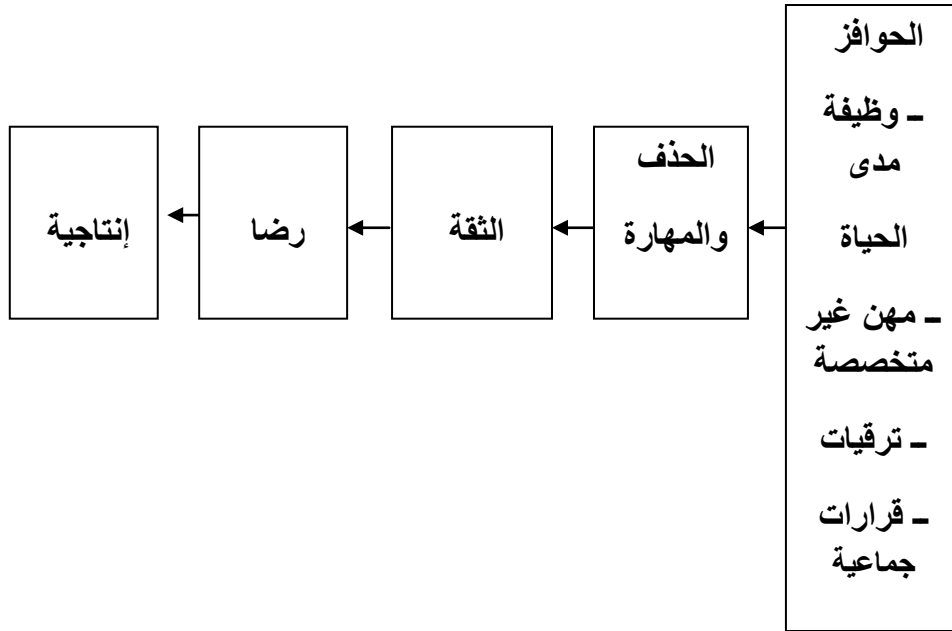 الحوافز
ـ وظيفة
مدى
الحياة
ـ مهن غير
متخصصة
ـ ترقيات
ـ قرارات
جماعية
الحذف
والمهارة
الثقة
رضا
إنتاجية